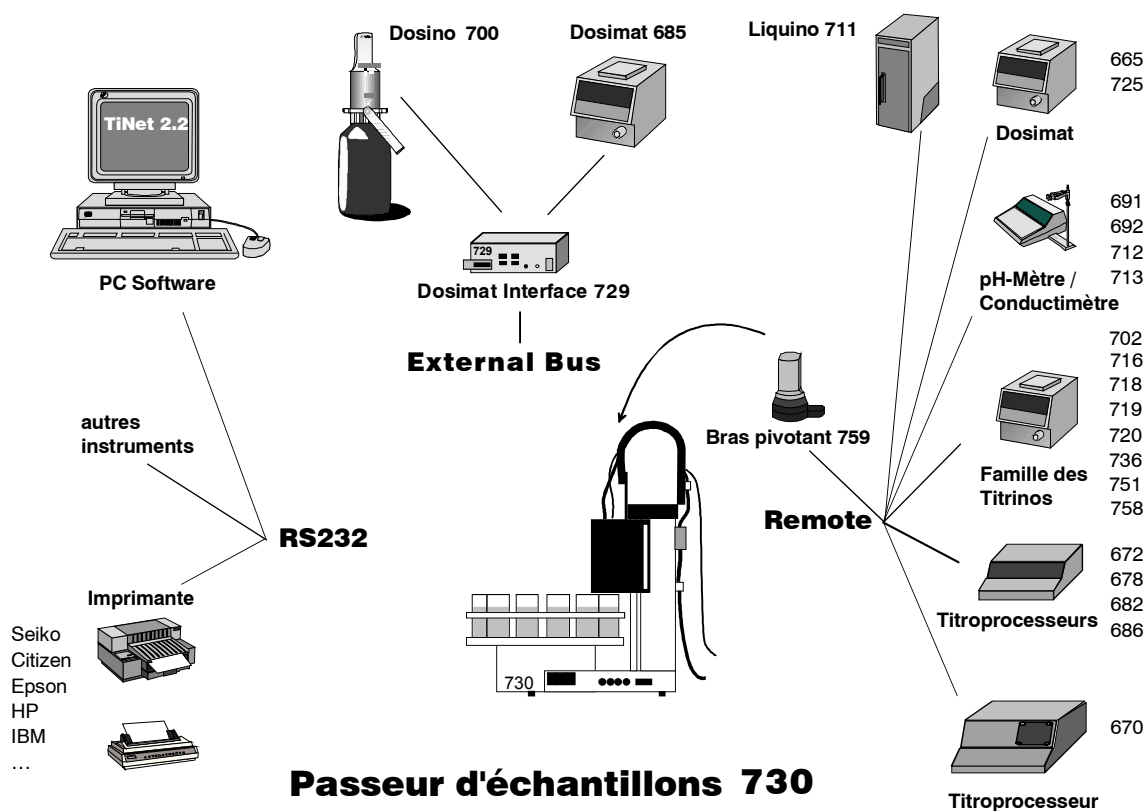 Dosino 700
Dosimat 685
Liquino 711
665
725
TiNet 2.2
Dosimat
691
692
712
713
729
PC Software
Dosimat Interface 729
pH-Mètre /
Conductimètre
External Bus
702
716
718
719
720
736
751
758
autres
instruments
Bras pivotant 759
Famille des
Titrinos
RS232
Remote
672
678
682
686
Imprimante
Titroprocesseurs
Seiko
Citizen
Epson
HP
IBM
...
730
670
Passeur d'échantillons 730
Titroprocesseur